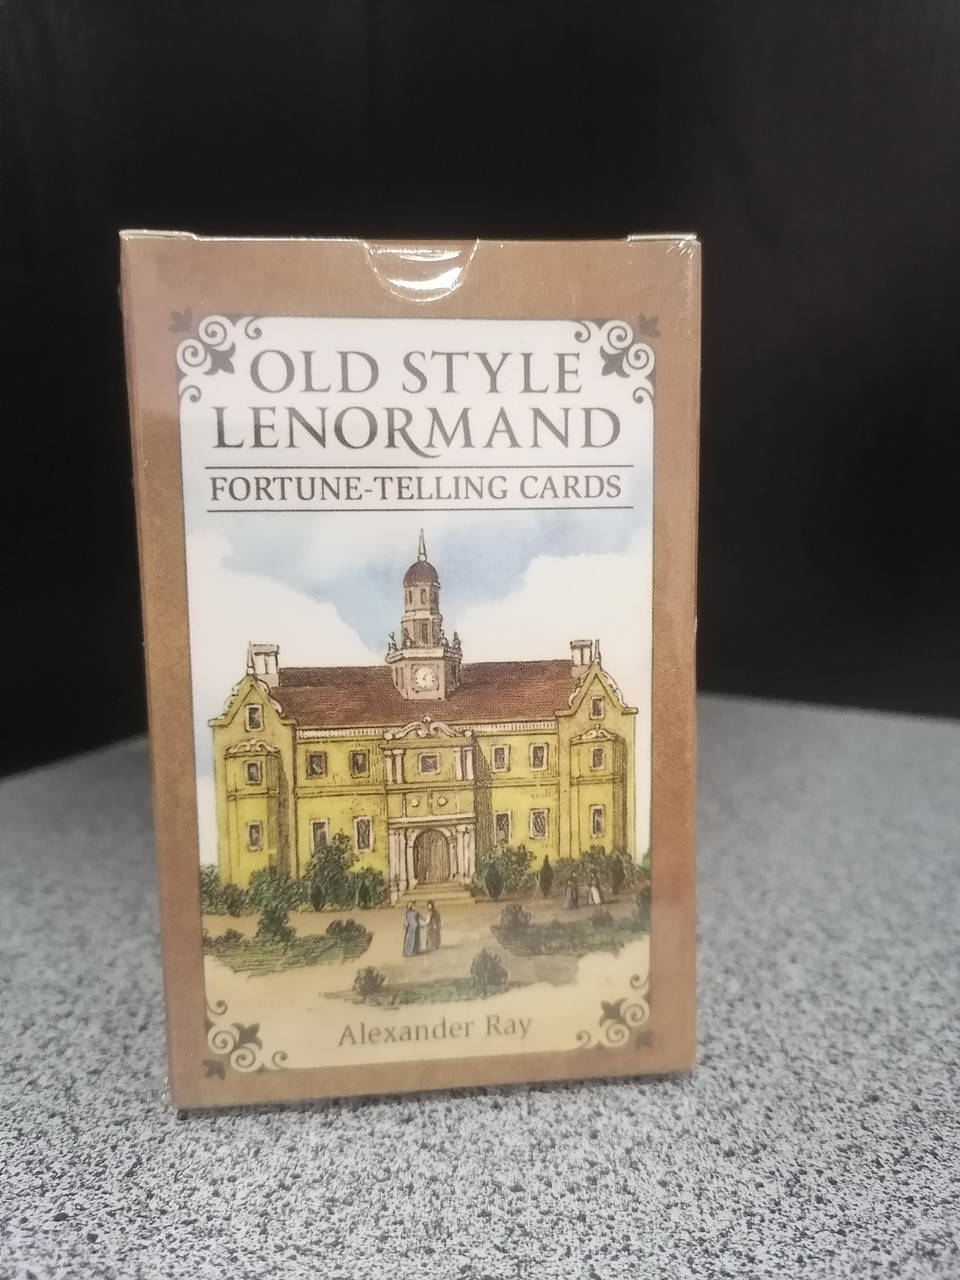 OLD STYLE
LENORMAND
FORTUNE-TELLING CARDS
Alexander Ray